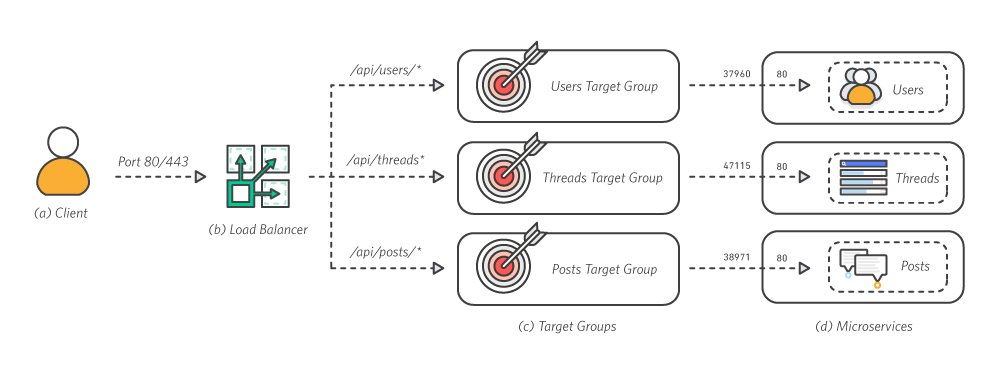 /api/users/*
Users Target Group
37960
80
Users
Port 80/443
/api/threads*
Threads Target Group
47115
80
Threads
(a) Client
(b) Load Balancer
/api/posts/*
Posts Target Group
38971
80
Posts
(c) Target Groups
(d) Microservices